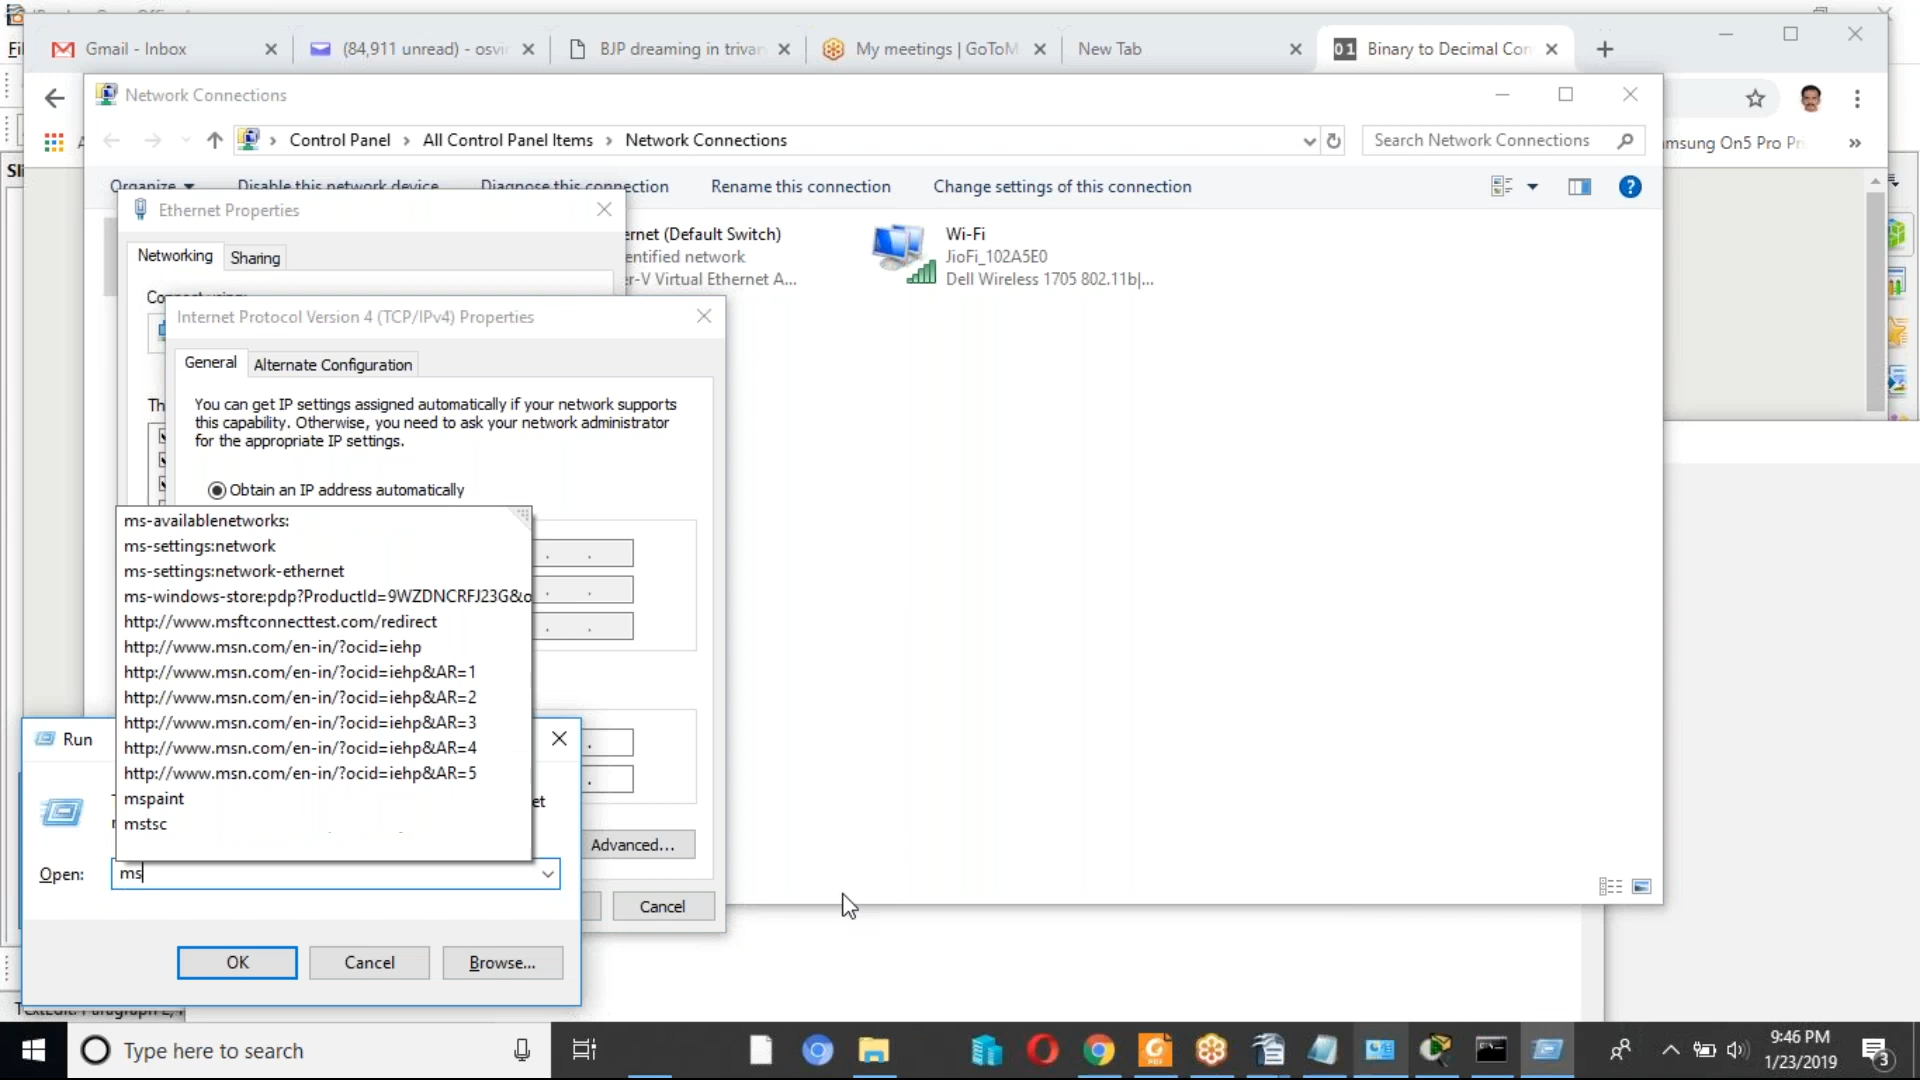 Gmail - Inbox
(84,911 unread) - osvir
BJP dreaming in trivan
My meetings | GoToM
New Tab
01 Binary to Decimal Con
Network Connections
Control Panel > All Control Panel Items > Network Connections
Search Network Connections
msung On5 Pro Pr
»
Organize
Disable this network device
Diagnose this connection
Rename this connection
Change settings of this connection
Ethernet Properties
Networking
Sharing
ernet (Default Switch)
entified network
er-V Virtual Ethernet A...
Wi-Fi
JioFi_102A5E0
Dell Wireless 1705 802.11b|...
Internet Protocol Version 4 (TCP/IPv4) Properties
General
Alternate Configuration
You can get IP settings assigned automatically if your network supports
this capability. Otherwise, you need to ask your network administrator
for the appropriate IP settings.
Obtain an IP address automatically
ms-availablenetworks:
ms-settings:network
ms-settings:network-ethernet
ms-windows-store:pdp?ProductId=9WZDNCRFJ23G&o
http://www.msftconnecttest.com/redirect
http://www.msn.com/en-in/?ocid=iehp
http://www.msn.com/en-in/?ocid=iehp&AR=1
http://www.msn.com/en-in/?ocid=iehp&AR=2
http://www.msn.com/en-in/?ocid=iehp&AR=3
http://www.msn.com/en-in/?ocid=iehp&AR=4
http://www.msn.com/en-in/?ocid=iehp&AR=5
mspaint
mstsc
Run
et
Open:
ms
OK
Cancel
Browse...
Advanced...
Cancel
Type here to search
9:46 PM
1/23/2019
3